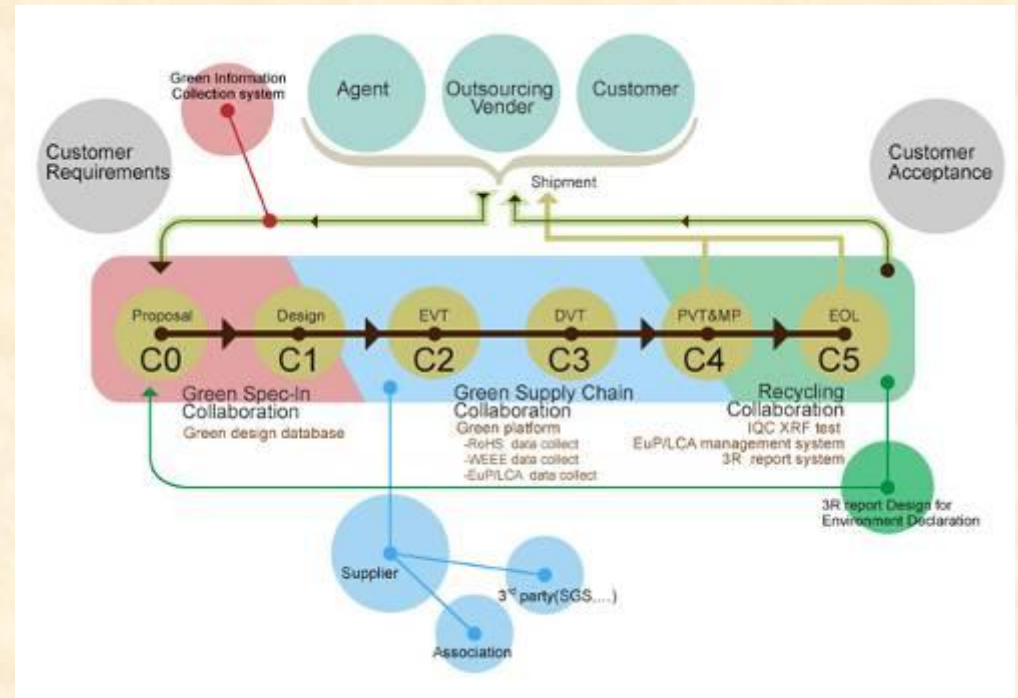 Green Information
Collection system
Agent
Outsourcing
Vender
Customer
Customer
Requirements
Customer
Acceptance
Shipment
Proposal
C0
Design
C1
EVT
C2
DVT
C3
PVT&MP
C4
EOL
C5
Green Spec-In
Collaboration
Green design database
Green Supply Chain
Collaboration
Green platform
-RoHS data collect
-WEEE data collect
-EuP/LCA data collect
Recycling
Collaboration
IQC XRF test
EuP/LCA management system
3R report system
3R report Design for
Environment Declaration
Supplier
3rd party(SGS....)
Association